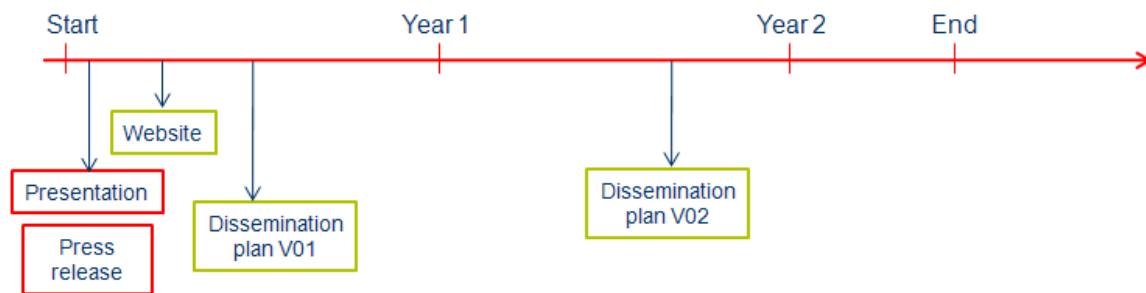 Start
Year 1
Year 2
End
Website
Presentation
Dissemination
plan V01
Dissemination
plan V02
Press
release